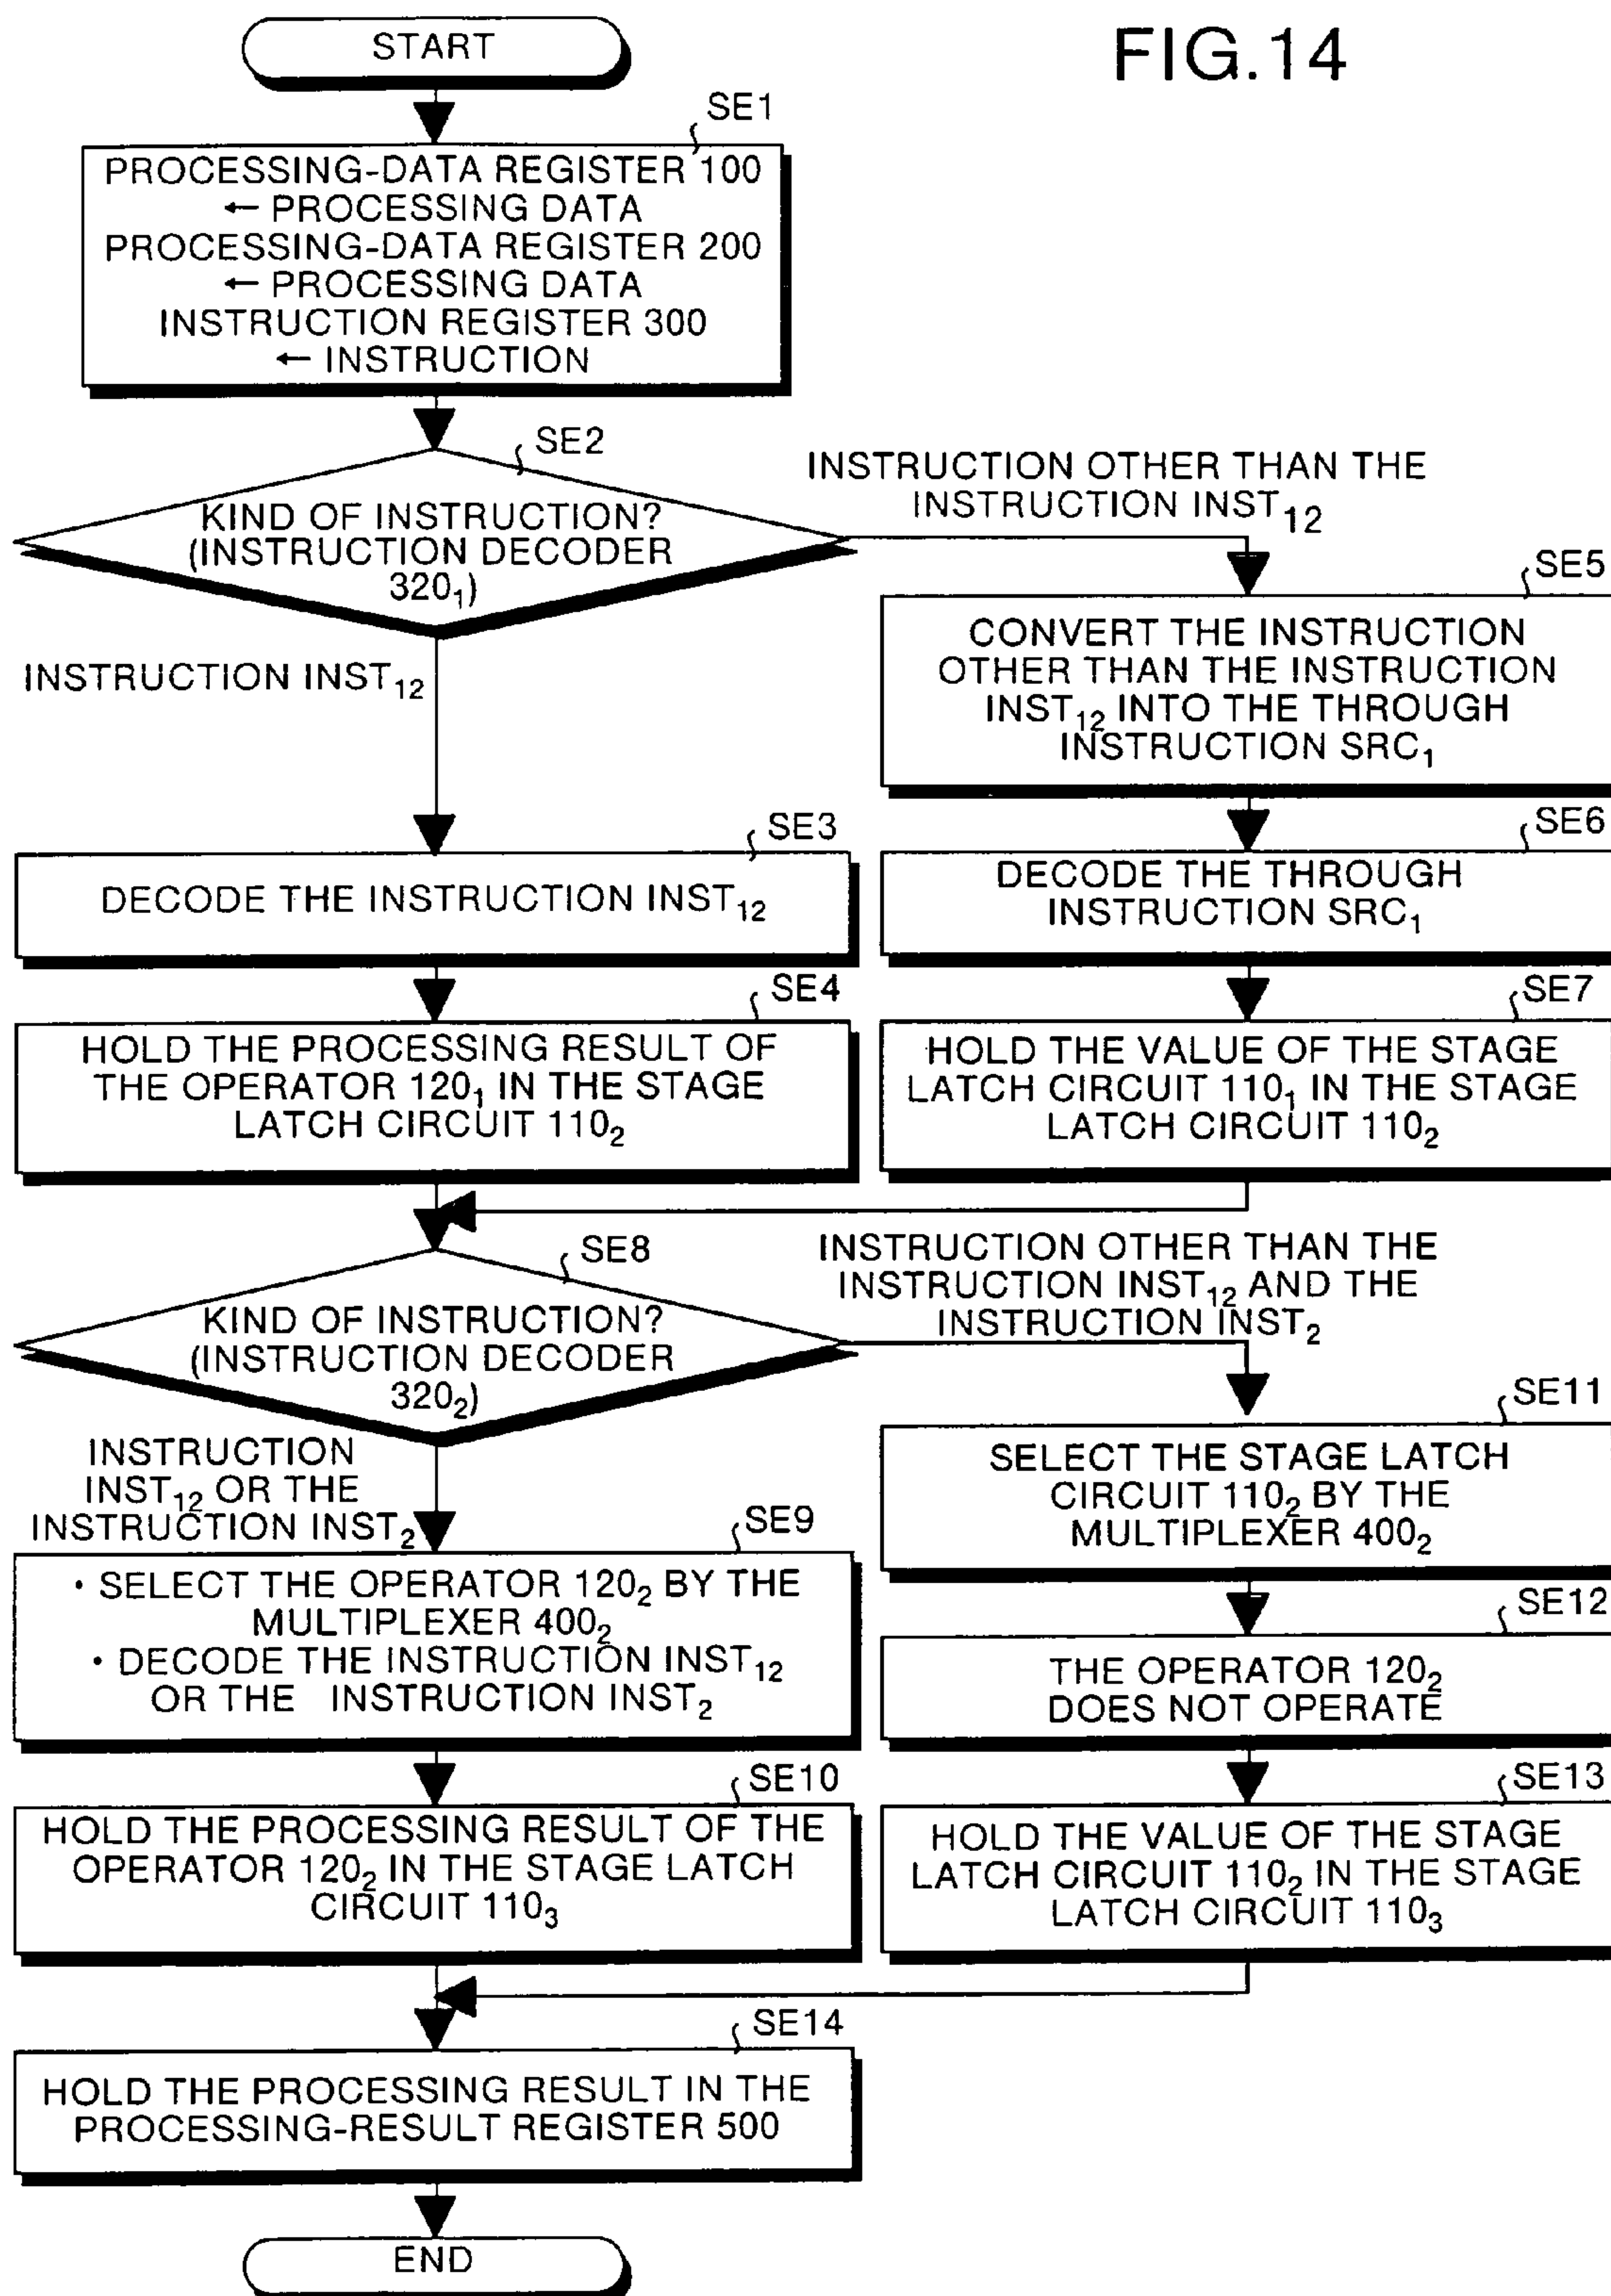 FIG.14
START
SE1
PROCESSING-DATA REGISTER 100
← PROCESSING DATA
PROCESSING-DATA REGISTER 200
← PROCESSING DATA
INSTRUCTION REGISTER 300
← INSTRUCTION
SE2
KIND OF INSTRUCTION?
(INSTRUCTION DECODER
320₁)
INSTRUCTION OTHER THAN THE
INSTRUCTION INST₁₂
INSTRUCTION INST₁₂
SE5
CONVERT THE INSTRUCTION
OTHER THAN THE INSTRUCTION
INST₁₂ INTO THE THROUGH
INSTRUCTION SRC₁
SE3
DECODE THE INSTRUCTION INST₁₂
SE6
DECODE THE THROUGH
INSTRUCTION SRC₁
SE4
HOLD THE PROCESSING RESULT OF
THE OPERATOR 120₁ IN THE STAGE
LATCH CIRCUIT 110₂
SE7
HOLD THE VALUE OF THE STAGE
LATCH CIRCUIT 110₁ IN THE STAGE
LATCH CIRCUIT 110₂
SE8
KIND OF INSTRUCTION?
(INSTRUCTION DECODER
320₂)
INSTRUCTION OTHER THAN THE
INSTRUCTION INST₁₂ AND THE
INSTRUCTION INST₂
INSTRUCTION
INST₁₂ OR THE
INSTRUCTION INST₂
SE9
• SELECT THE OPERATOR 120₂ BY THE
MULTIPLEXER 400₂
• DECODE THE INSTRUCTION INST₁₂
OR THE INSTRUCTION INST₂
SE11
SELECT THE STAGE LATCH
CIRCUIT 110₂ BY THE
MULTIPLEXER 400₂
SE12
THE OPERATOR 120₂
DOES NOT OPERATE
SE10
HOLD THE PROCESSING RESULT OF THE
OPERATOR 120₂ IN THE STAGE LATCH
CIRCUIT 110₃
SE13
HOLD THE VALUE OF THE STAGE
LATCH CIRCUIT 110₂ IN THE STAGE
LATCH CIRCUIT 110₃
SE14
HOLD THE PROCESSING RESULT IN THE
PROCESSING-RESULT REGISTER 500
END